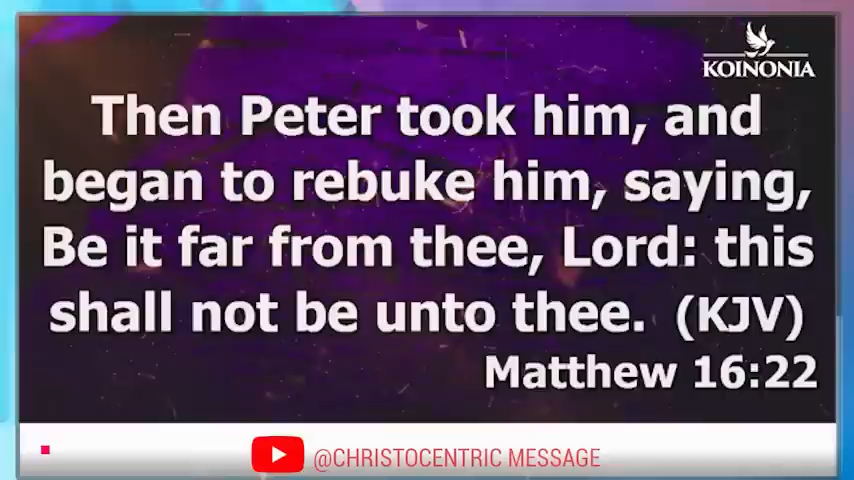 KOINONIA
Then Peter took him, and
began to rebuke him, saying,
Be it far from thee, Lord: this
shall not be unto thee. (KJV)
Matthew 16:22
@CHRISTOCENTRIC MESSAGE